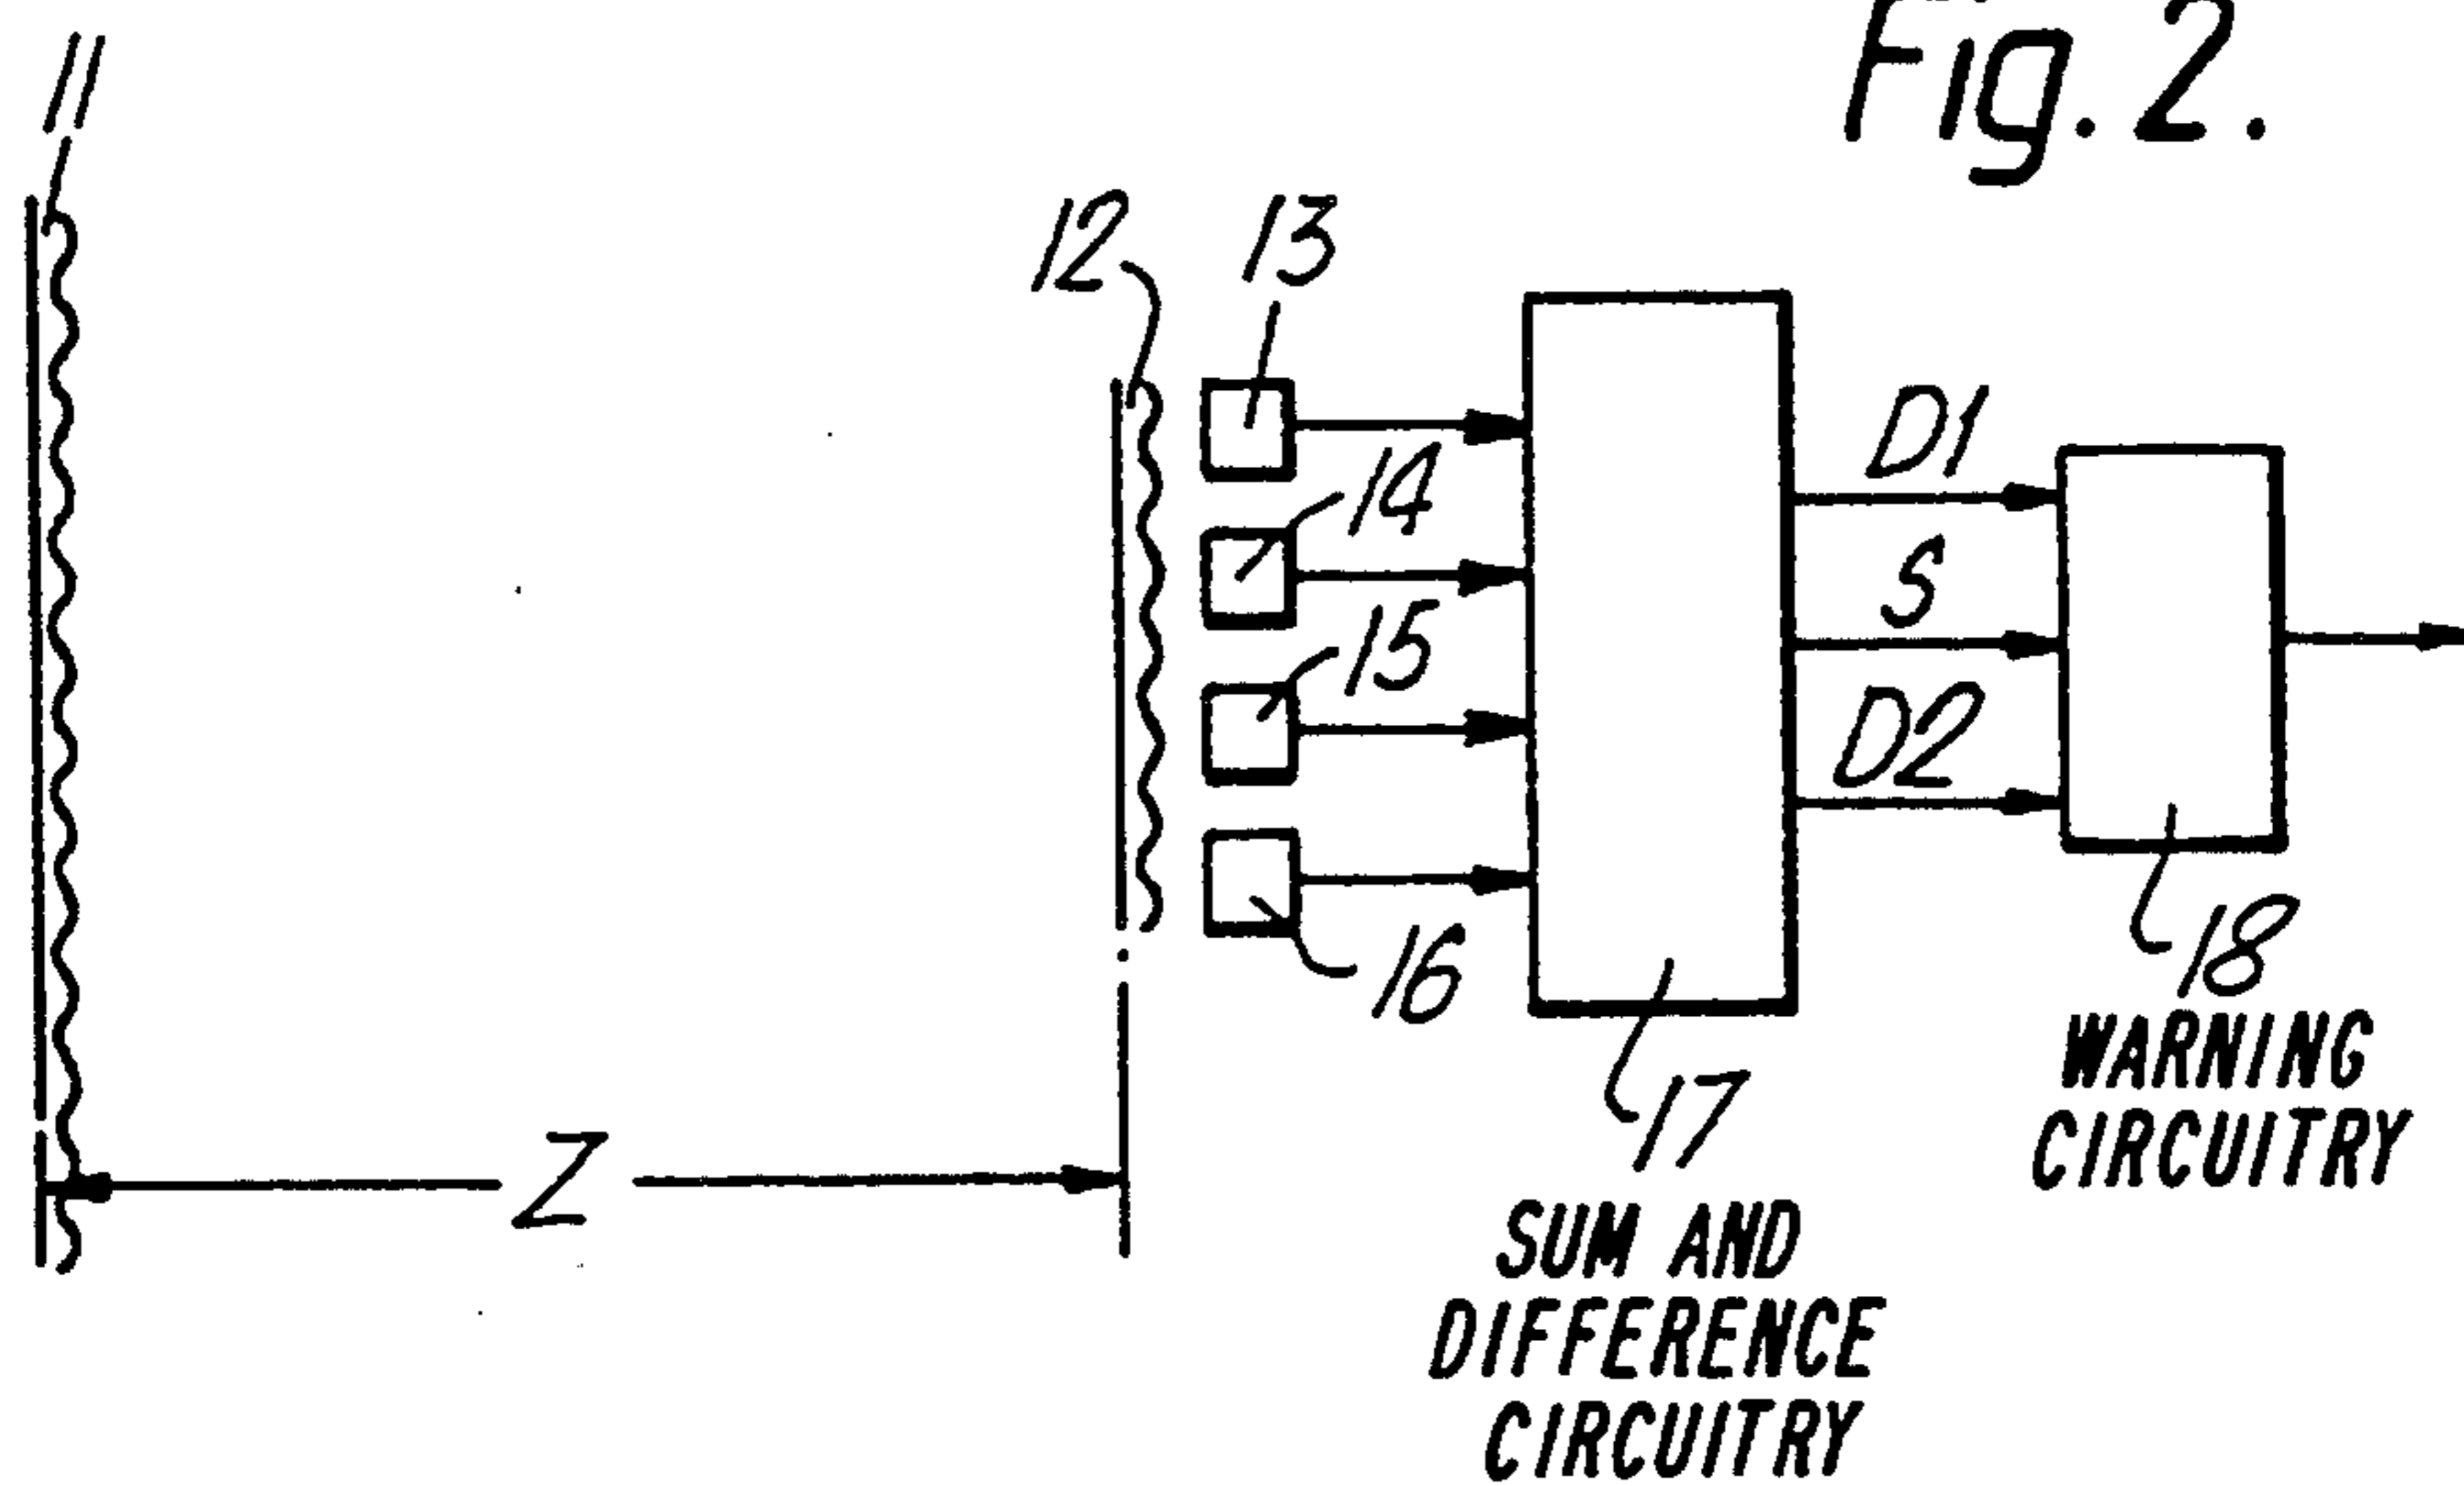 Fig. 2.
11
12
13
14
15
16
D1
S
D2
18
WARNING
CIRCUITRY
17
SUM AND
DIFFERENCE
CIRCUITRY
Z